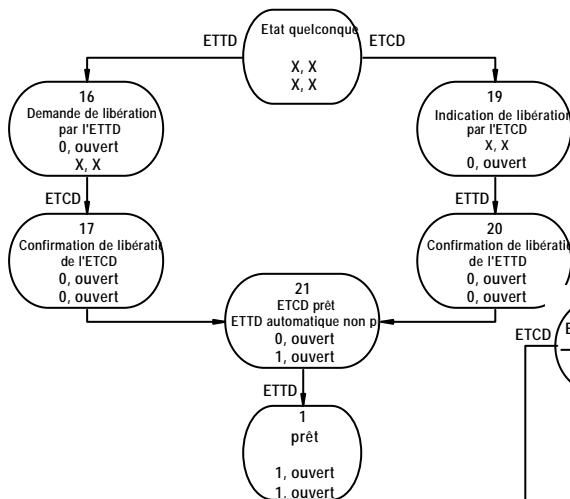 ETTD
Etat quelconque
ETCD
X, X
X, X
16
Demande de libération
par l'ETTD
0, ouvert
X, X
19
Indication de libération
par l'ETCD
X, X
0, ouvert
ETCD
ETTD
17
Confirmation de libératio
de l'ETCD
0, ouvert
0, ouvert
20
Confirmation de libératio
de l'ETTD
0, ouvert
0, ouvert
21
ETCD prêt
ETTD automatique non p
0, ouvert
1, ouvert
ETCD
E
ETTD
1
prêt
1, ouvert
1, ouvert